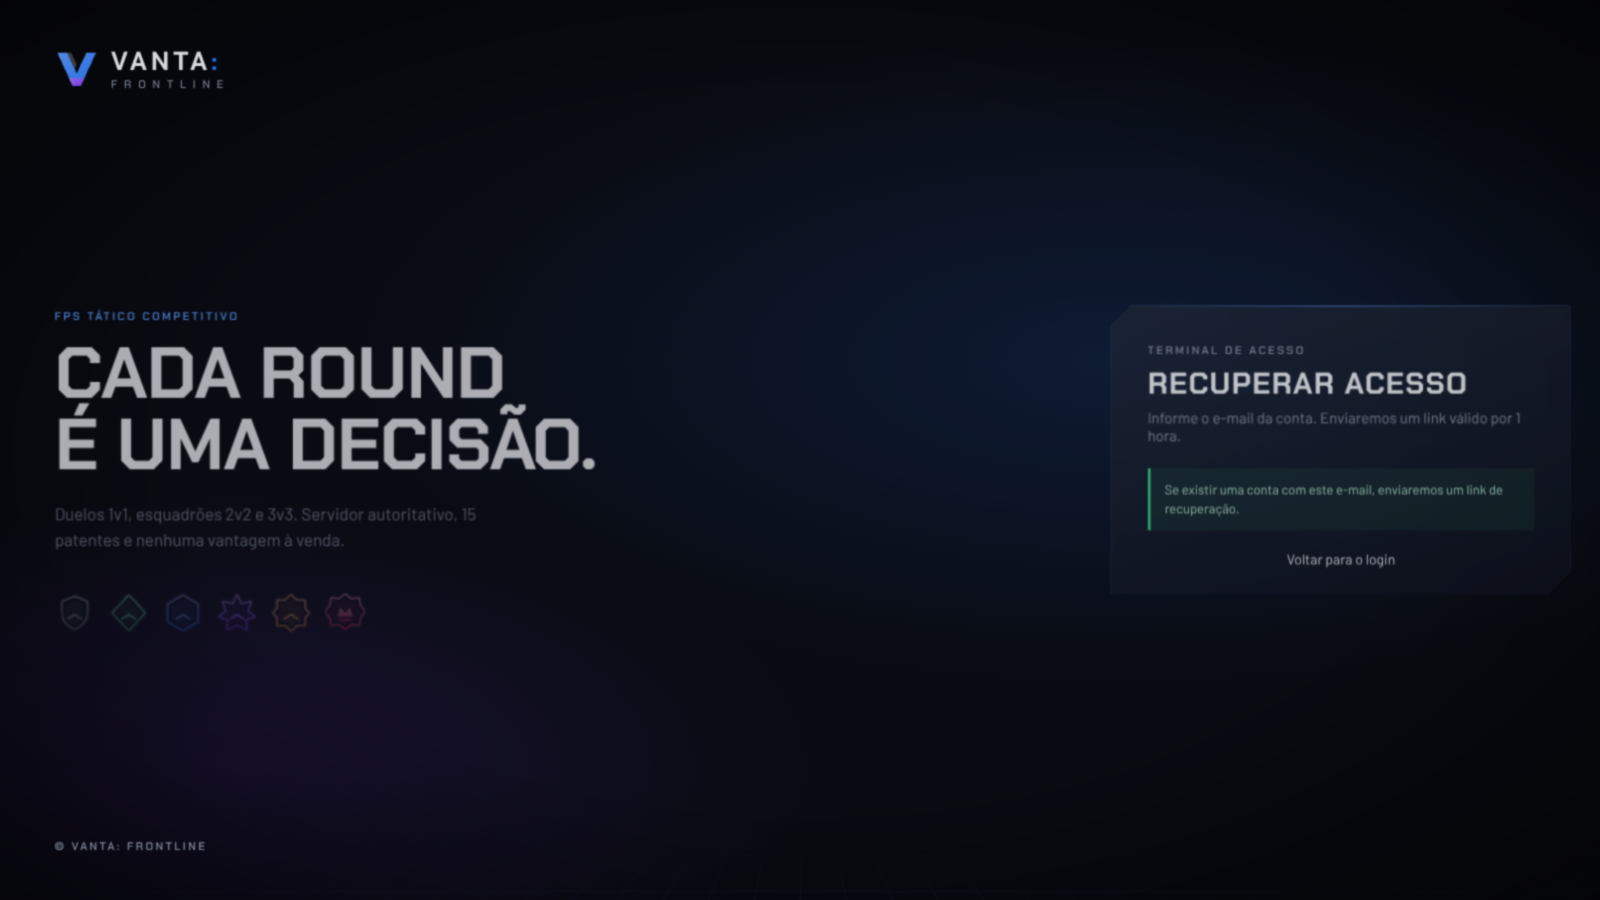 VANTA:
FRONTLINE
FPS TÁTICO COMPETITIVO
CADA ROUND
É UMA DECISÃO.
Duelos 1v1, esquadrões 2v2 e 3v3. Servidor autoritativo, 15
patentes e nenhuma vantagem à venda.
TERMINAL DE ACESSO
RECUPERAR ACESSO
Informe o e-mail da conta. Enviaremos um link válido por 1
hora.
Se existir uma conta com este e-mail, enviaremos um link de
recuperação.
Voltar para o login
© VANTA: FRONTLINE